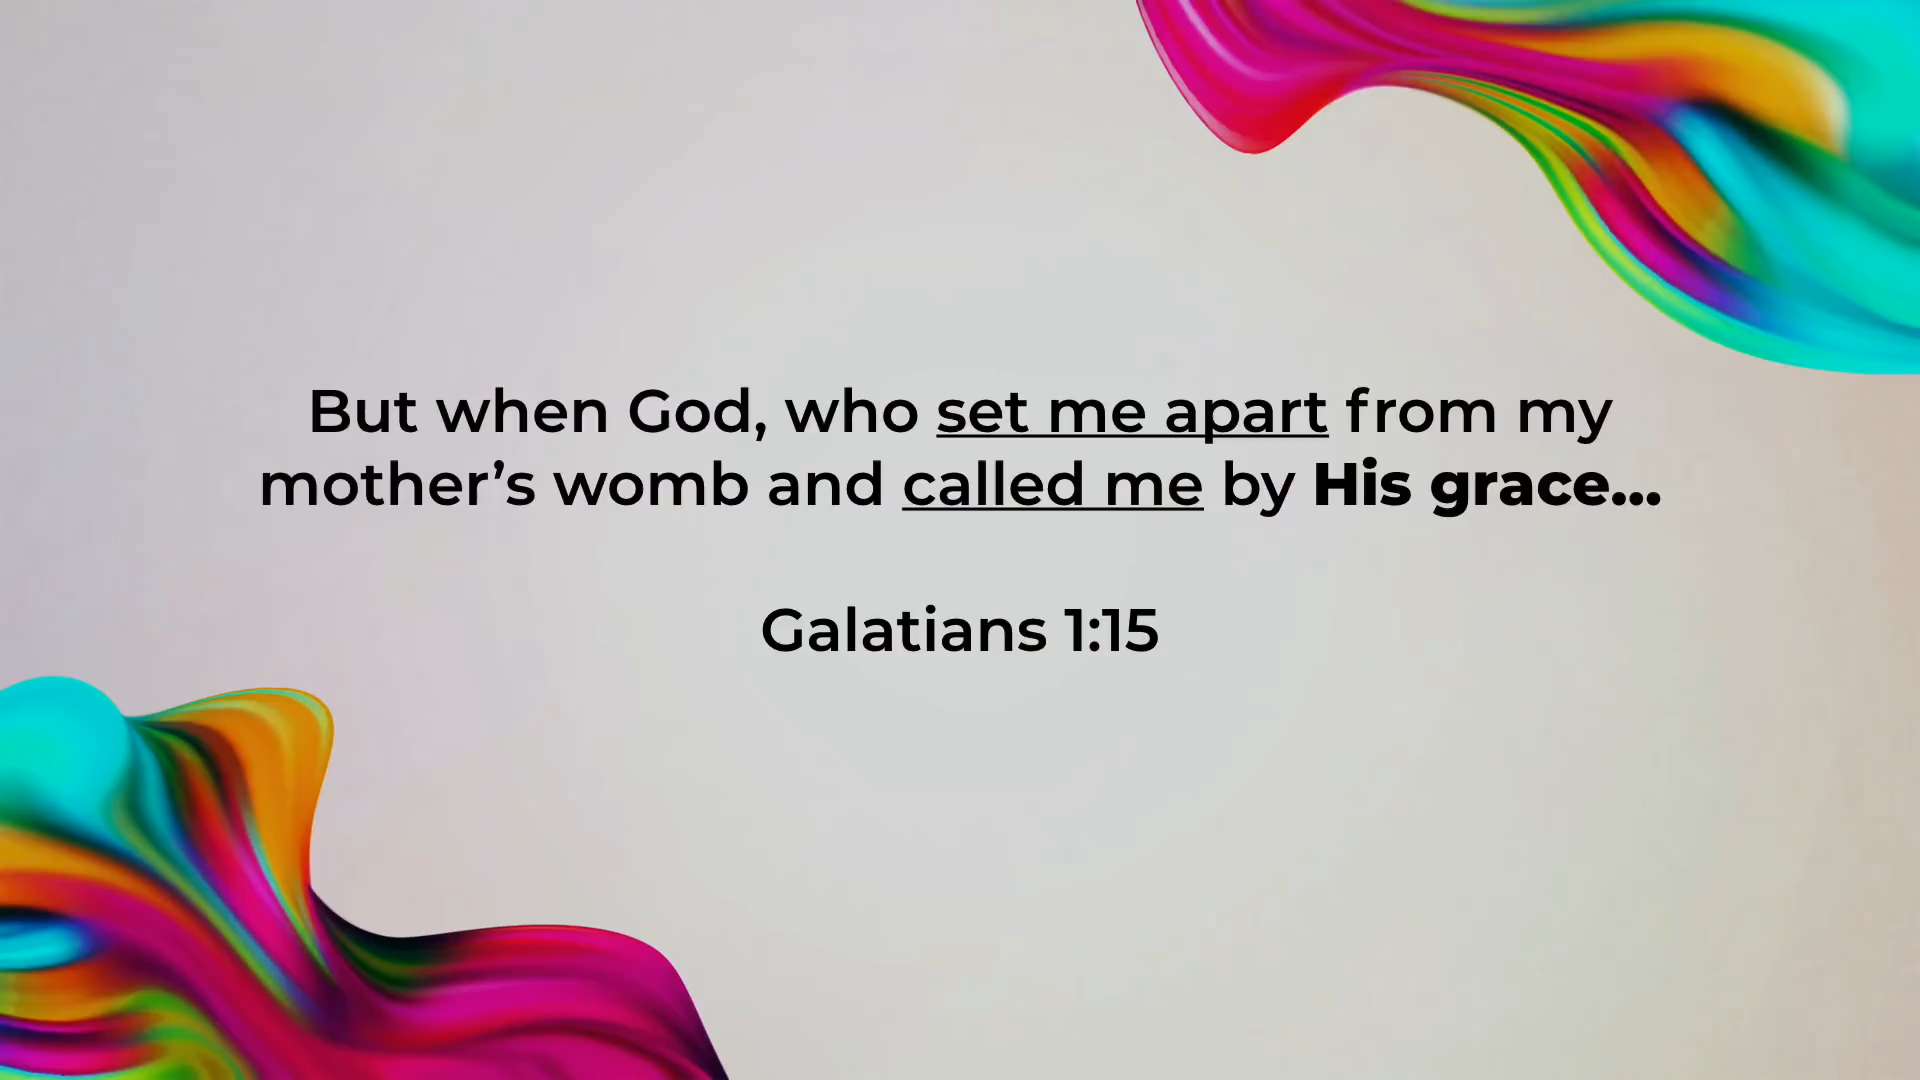 But when God, who set me apart from my
mother’s womb and called me by His grace...
Galatians 1:15